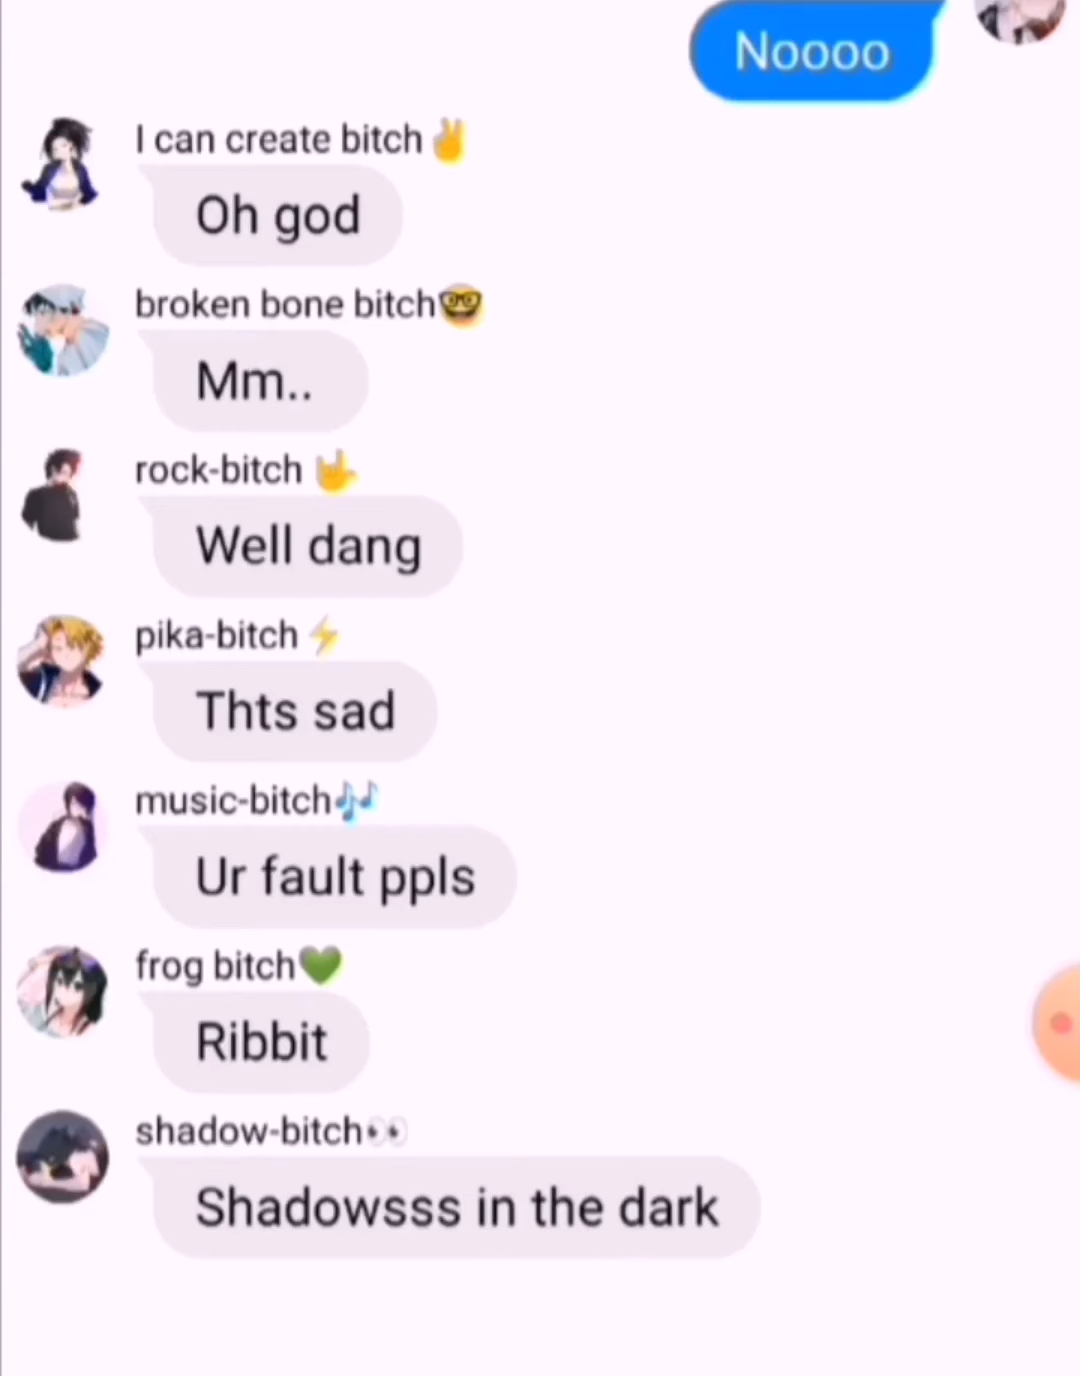 Noooo
I can create bitch✌️
Oh god
broken bone bitch🤓
Mm..
rock-bitch 🤟
Well dang
pika-bitch ⚡
Thts sad
music-bitch🎶
Ur fault ppls
frog bitch💚
Ribbit
shadow-bitch👀
Shadowsss in the dark